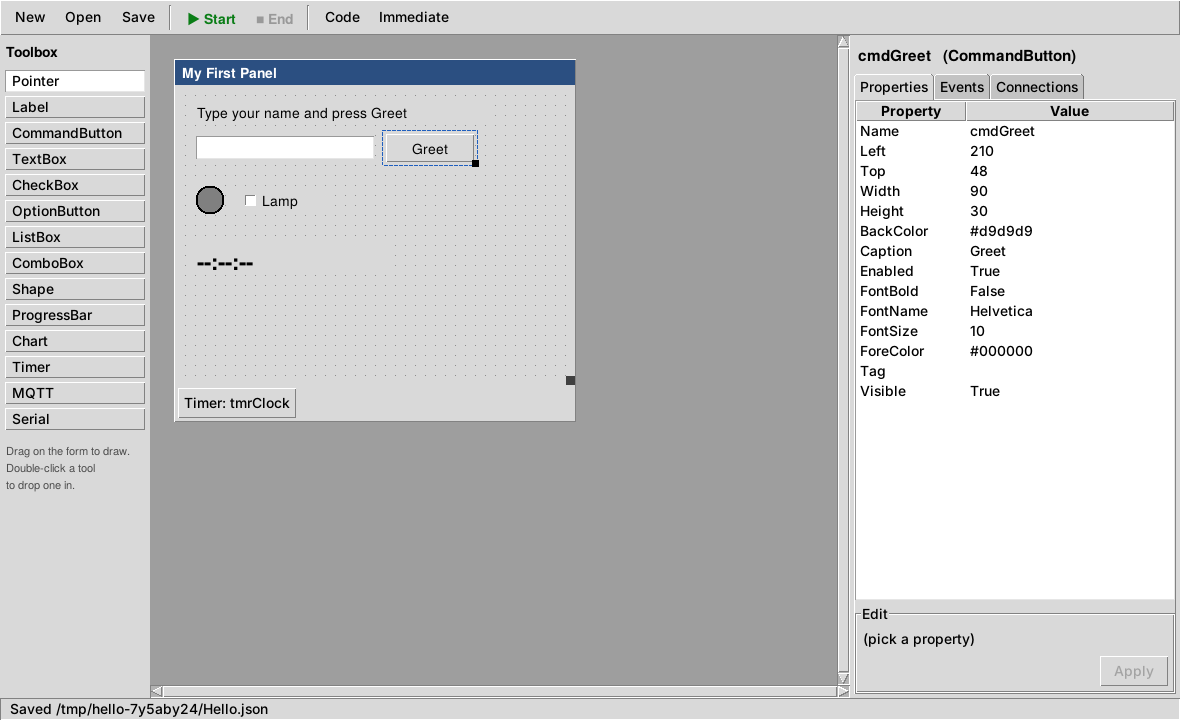 New Open Save ▶ Start ■ End Code Immediate
Toolbox
Pointer
Label
CommandButton
TextBox
CheckBox
OptionButton
ListBox
ComboBox
Shape
ProgressBar
Chart
Timer
MQTT
Serial
Drag on the form to draw.
Double-click a tool
to drop one in.
My First Panel
Type your name and press Greet
Greet
Lamp
--:--:--
Timer: tmrClock
cmdGreet (CommandButton)
Properties Events Connections
Property Value
Name cmdGreet
Left 210
Top 48
Width 90
Height 30
BackColor #d9d9d9
Caption Greet
Enabled True
FontBold False
FontName Helvetica
FontSize 10
ForeColor #000000
Tag
Visible True
Edit
(pick a property)
Apply
Saved /tmp/hello-7y5aby24/Hello.json